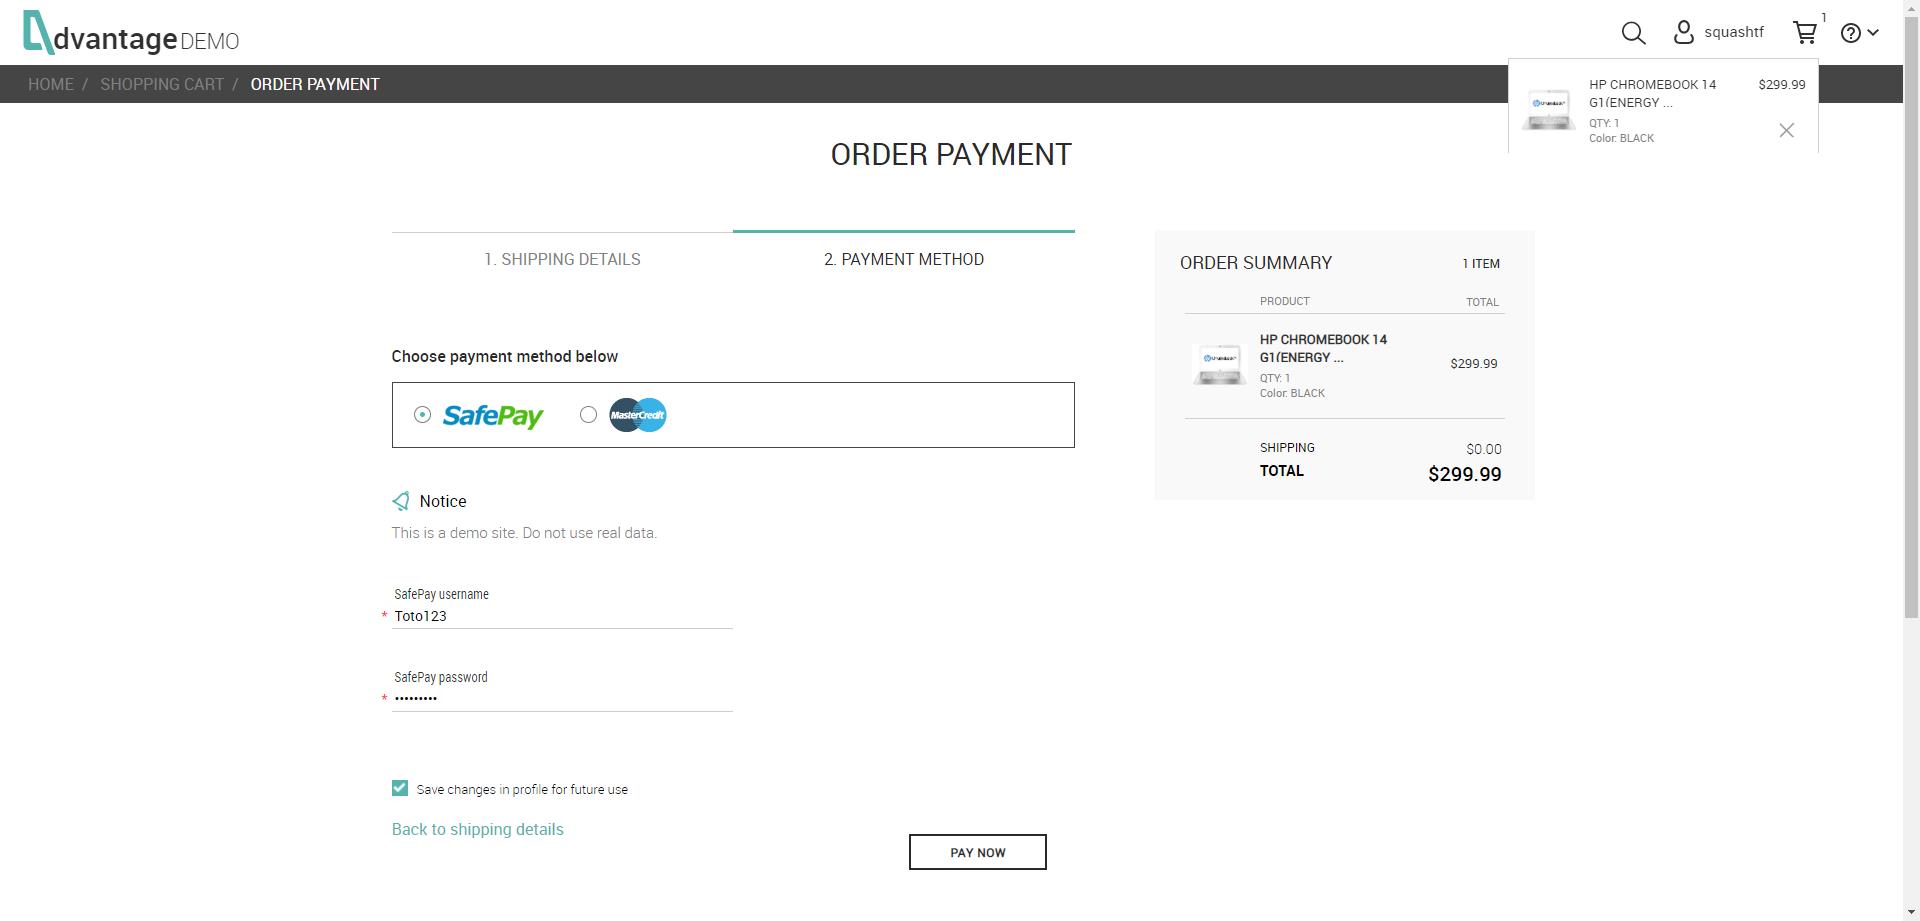 dvantage DEMO
squashtf
1
HOME / SHOPPING CART / ORDER PAYMENT
HP CHROMEBOOK 14 $299.99
G1(ENERGY ...
QTY: 1
Color: BLACK
ORDER PAYMENT
1. SHIPPING DETAILS
2. PAYMENT METHOD
Choose payment method below
SafePay
MasterCredit
Notice
This is a demo site. Do not use real data.
SafePay username
* Toto123
SafePay password
* •••••••••
Save changes in profile for future use
Back to shipping details
PAY NOW
ORDER SUMMARY 1 ITEM
PRODUCT TOTAL
HP CHROMEBOOK 14
G1(ENERGY ...
$299.99
QTY: 1
Color: BLACK
SHIPPING $0.00
TOTAL $299.99